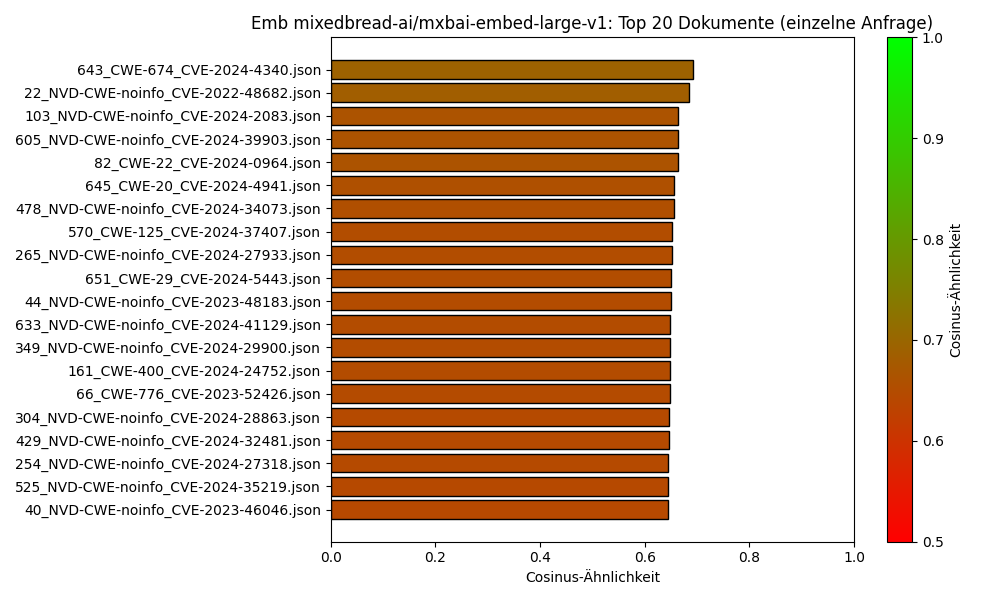 Emb mixedbread-ai/mxbai-embed-large-v1: Top 20 Dokumente (einzelne Anfrage)
643_CWE-674_CVE-2024-4340.json
22_NVD-CWE-noinfo_CVE-2022-48682.json
103_NVD-CWE-noinfo_CVE-2024-2083.json
605_NVD-CWE-noinfo_CVE-2024-39903.json
82_CWE-22_CVE-2024-0964.json
645_CWE-20_CVE-2024-4941.json
478_NVD-CWE-noinfo_CVE-2024-34073.json
570_CWE-125_CVE-2024-37407.json
265_NVD-CWE-noinfo_CVE-2024-27933.json
651_CWE-29_CVE-2024-5443.json
44_NVD-CWE-noinfo_CVE-2023-48183.json
633_NVD-CWE-noinfo_CVE-2024-41129.json
349_NVD-CWE-noinfo_CVE-2024-29900.json
161_CWE-400_CVE-2024-24752.json
66_CWE-776_CVE-2023-52426.json
304_NVD-CWE-noinfo_CVE-2024-28863.json
429_NVD-CWE-noinfo_CVE-2024-32481.json
254_NVD-CWE-noinfo_CVE-2024-27318.json
525_NVD-CWE-noinfo_CVE-2024-35219.json
40_NVD-CWE-noinfo_CVE-2023-46046.json
0.0 0.2 0.4 0.6 0.8 1.0
Cosinus-Ähnlichkeit
1.0
0.9
0.8
0.7
0.6
0.5
Cosinus-Ähnlichkeit